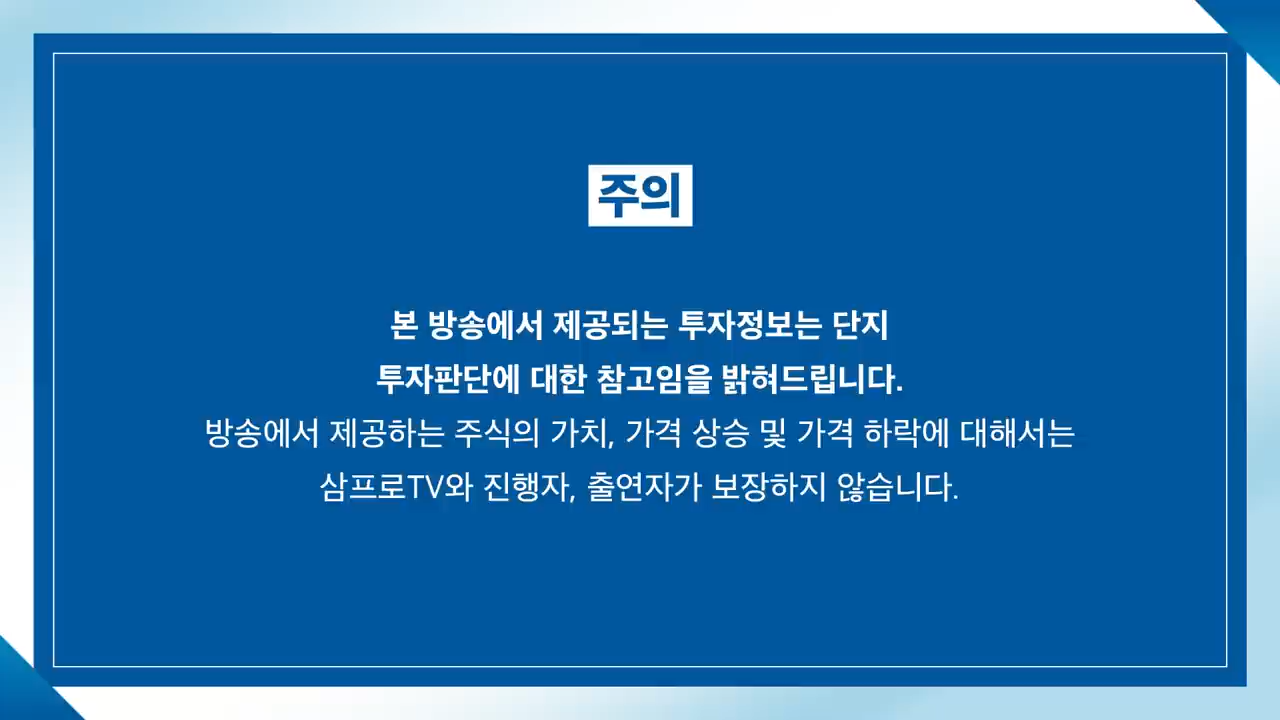 주의
본 방송에서 제공되는 투자정보는 단지
투자판단에 대한 참고임을 밝혀드립니다.
방송에서 제공하는 주식의 가치, 가격 상승 및 가격 하락에 대해서는
삼프로TV와 진행자, 출연자가 보장하지 않습니다.